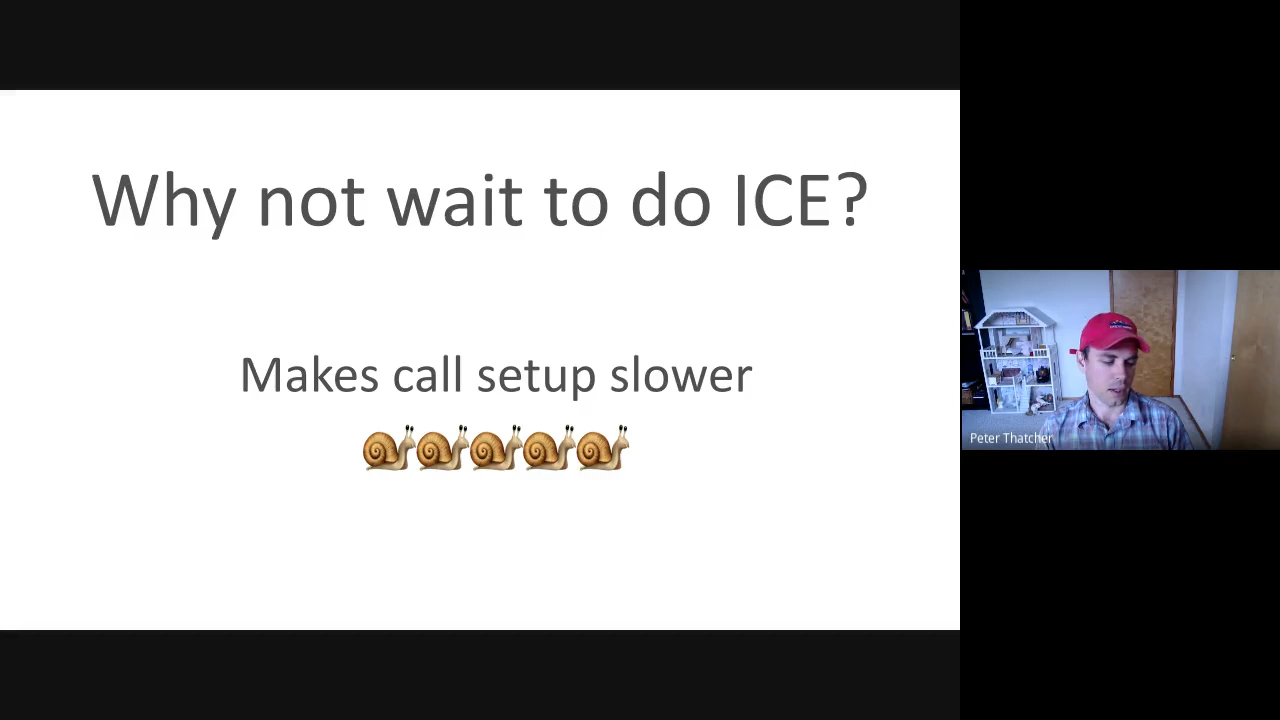 Why not wait to do ICE?
Makes call setup slower
Peter Thatcher